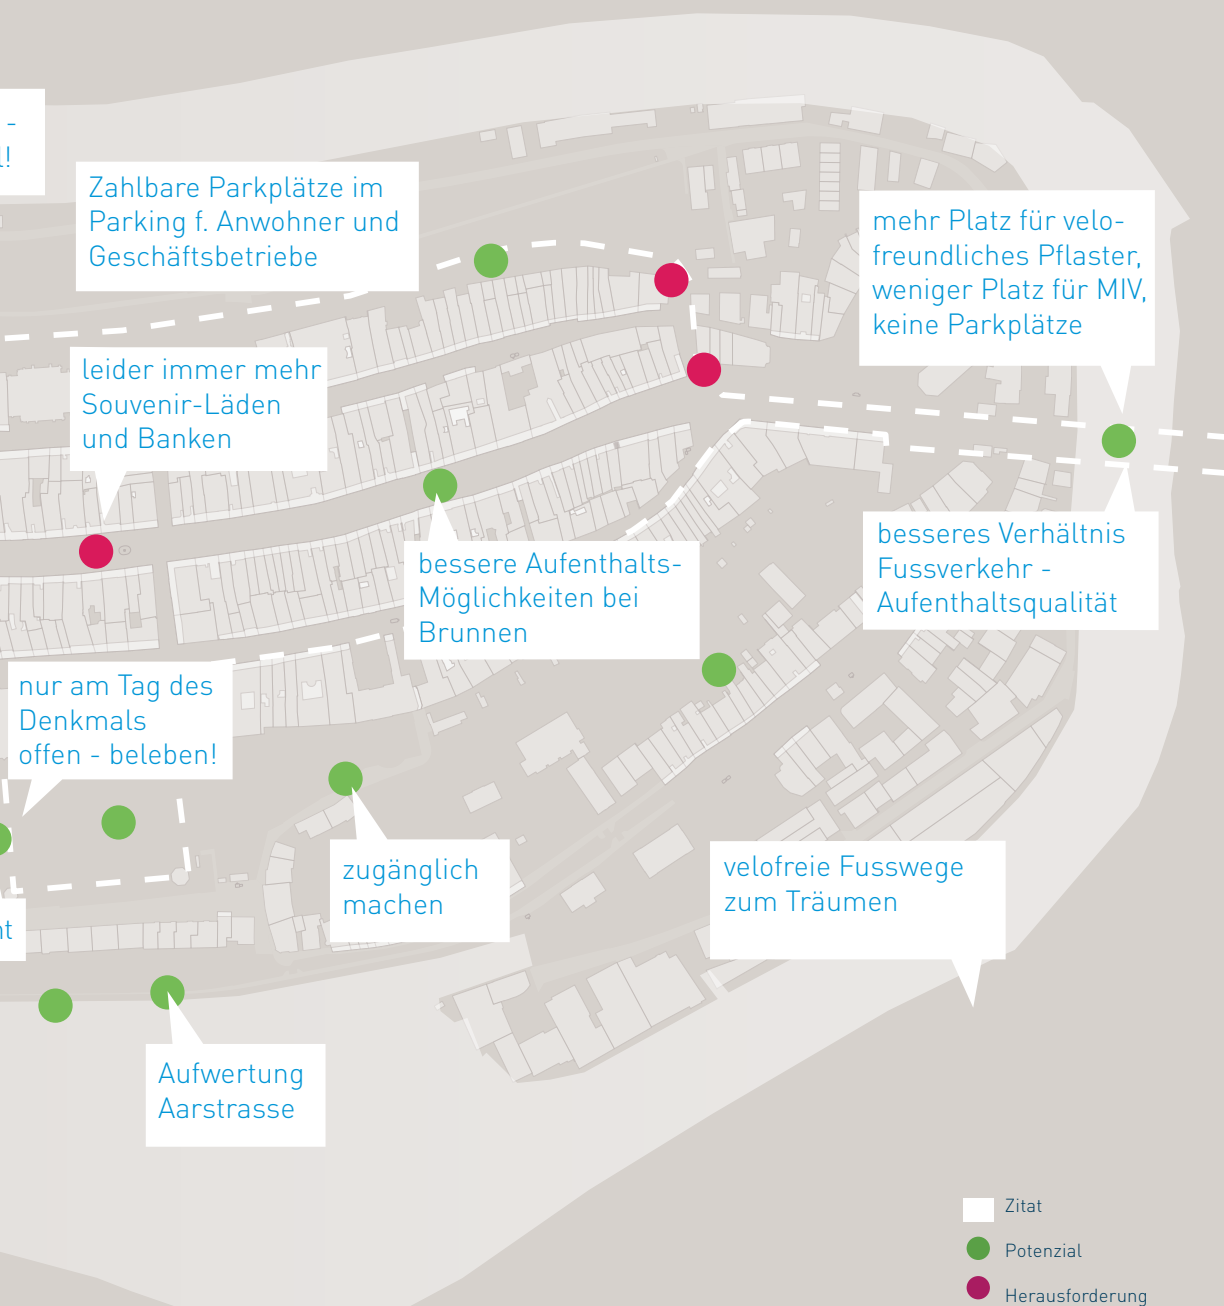 -
Zahlbare Parkplätze im
Parking f. Anwohner und
Geschäftsbetriebe
mehr Platz für velo-
freundliches Pflaster,
weniger Platz für MIV,
keine Parkplätze
leider immer mehr
Souvenir-Läden
und Banken
bessere Aufenthalts-
Möglichkeiten bei
Brunnen
besseres Verhältnis
Fussverkehr -
Aufenthaltsqualität
nur am Tag des
Denkmals
offen - beleben!
zugänglich
machen
velofreie Fusswege
zum Träumen
Aufwertung
Aarstrasse
Zitat
Potenzial
Herausforderung